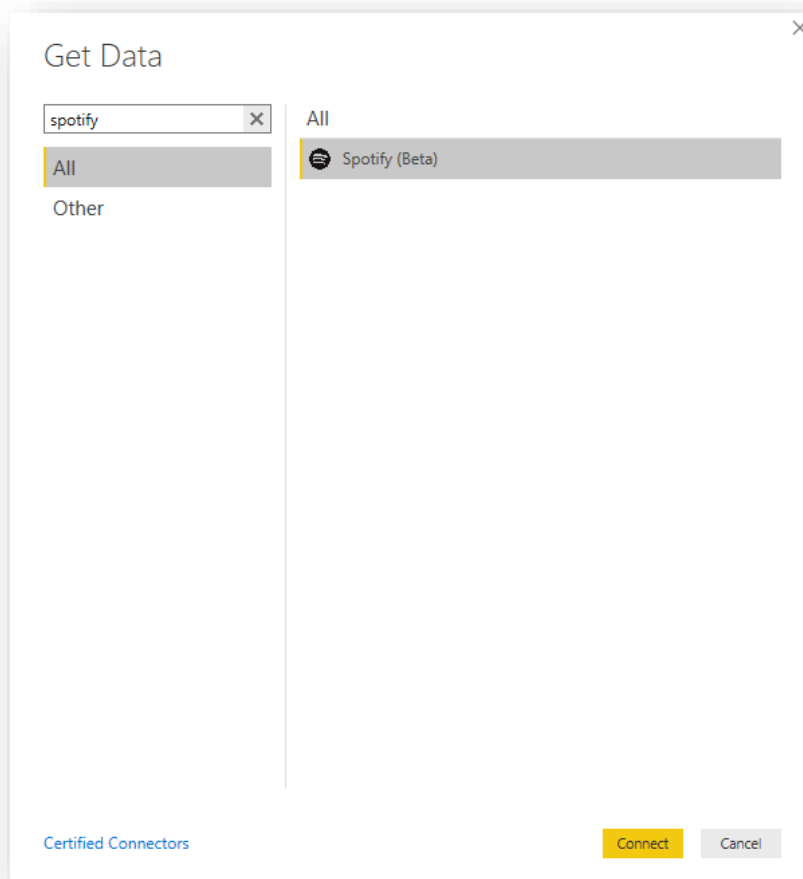 Get Data
spotify
All
Other
All
Spotify (Beta)
Certified Connectors
Connect
Cancel